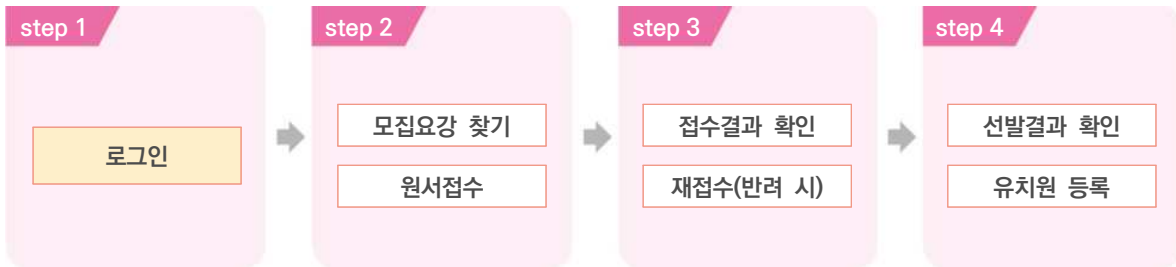 step 1
로그인
step 2
모집요강 찾기
원서접수
step 3
접수결과 확인
재접수(반려 시)
step 4
선발결과 확인
유치원 등록